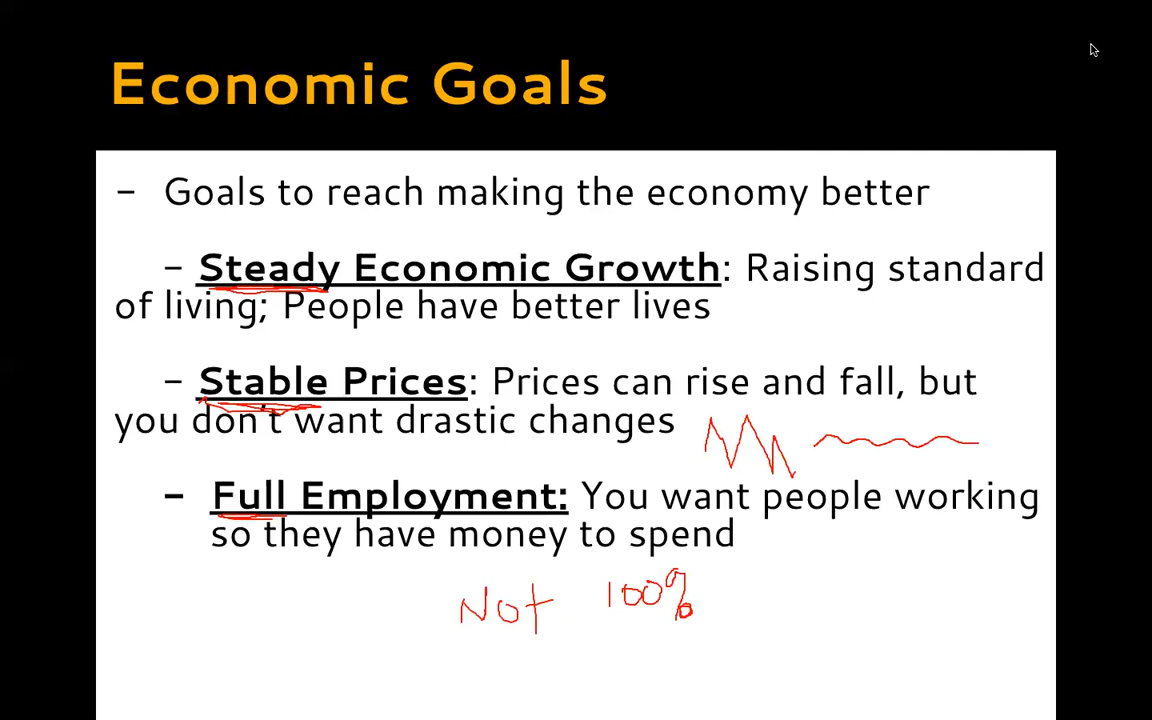 Economic Goals
- Goals to reach making the economy better
- Steady Economic Growth: Raising standard
of living; People have better lives
- Stable Prices: Prices can rise and fall, but
you don't want drastic changes
- Full Employment: You want people working
so they have money to spend
Not 100%